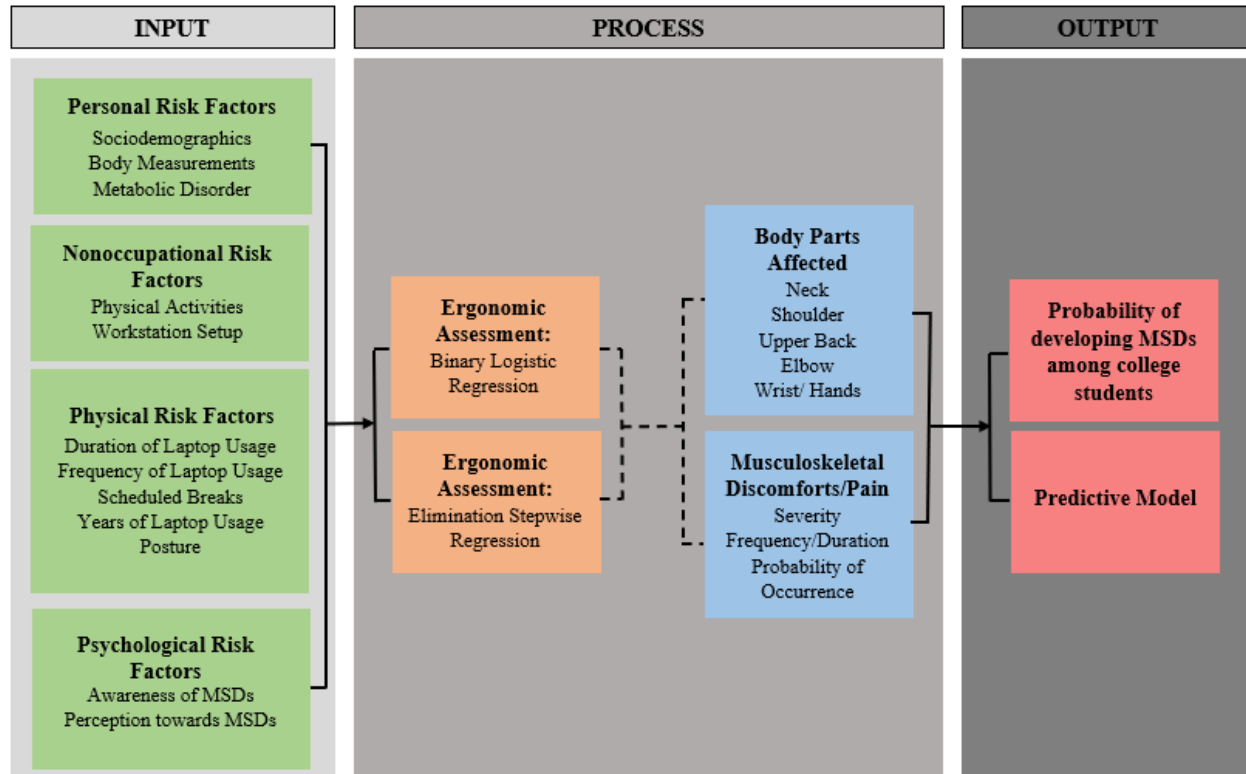 INPUT
Personal Risk Factors
Sociodemographics
Body Measurements
Metabolic Disorder
Nonoccupational Risk
Factors
Physical Activities
Workstation Setup
Physical Risk Factors
Duration of Laptop Usage
Frequency of Laptop Usage
Scheduled Breaks
Years of Laptop Usage
Posture
Psychological Risk
Factors
Awareness of MSDs
Perception towards MSDs
PROCESS
Ergonomic
Assessment:
Binary Logistic
Regression
Ergonomic
Assessment:
Elimination Stepwise
Regression
Body Parts
Affected
Neck
Shoulder
Upper Back
Elbow
Wrist/ Hands
Musculoskeletal
Discomforts/Pain
Severity
Frequency/Duration
Probability of
Occurrence
OUTPUT
Probability of
developing MSDs
among college
students
Predictive Model